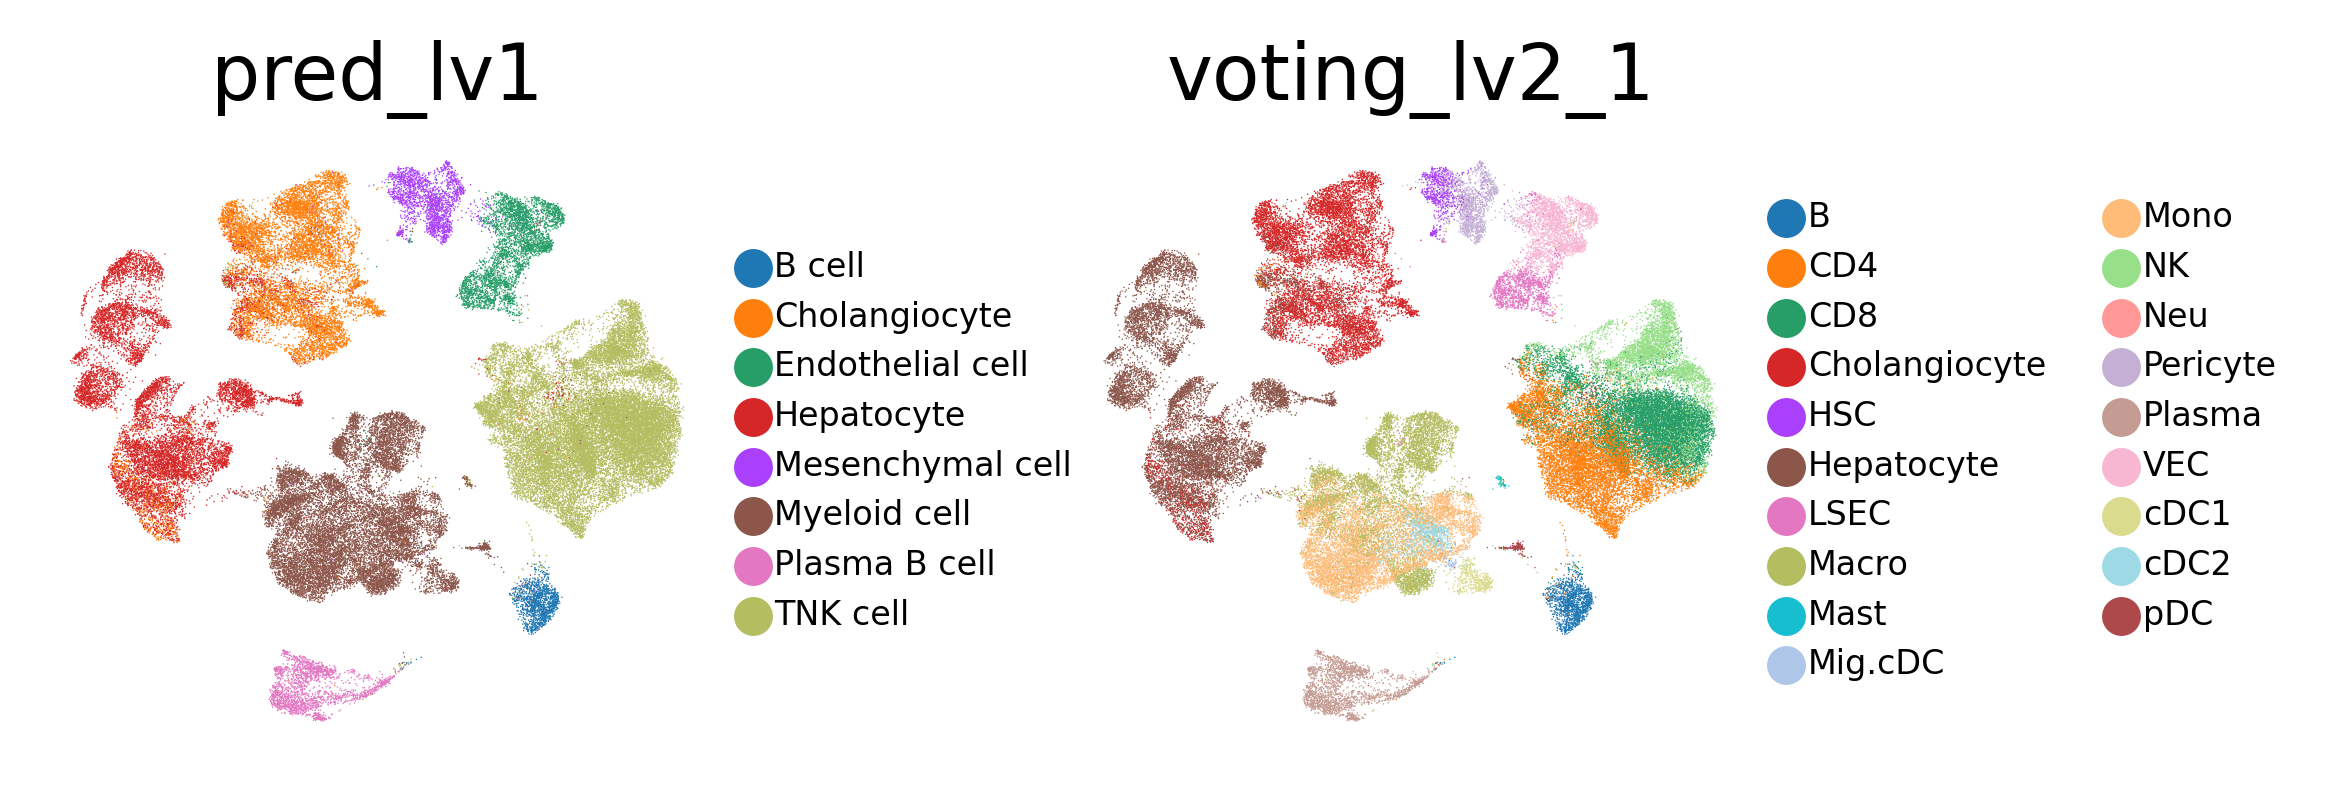 pred_lv1
B cell
Cholangiocyte
Endothelial cell
Hepatocyte
Mesenchymal cell
Myeloid cell
Plasma B cell
TNK cell
voting_lv2_1
B
CD4
CD8
Cholangiocyte
HSC
Hepatocyte
LSEC
Macro
Mast
Mig.cDC
Mono
NK
Neu
Pericyte
Plasma
VEC
cDC1
cDC2
pDC